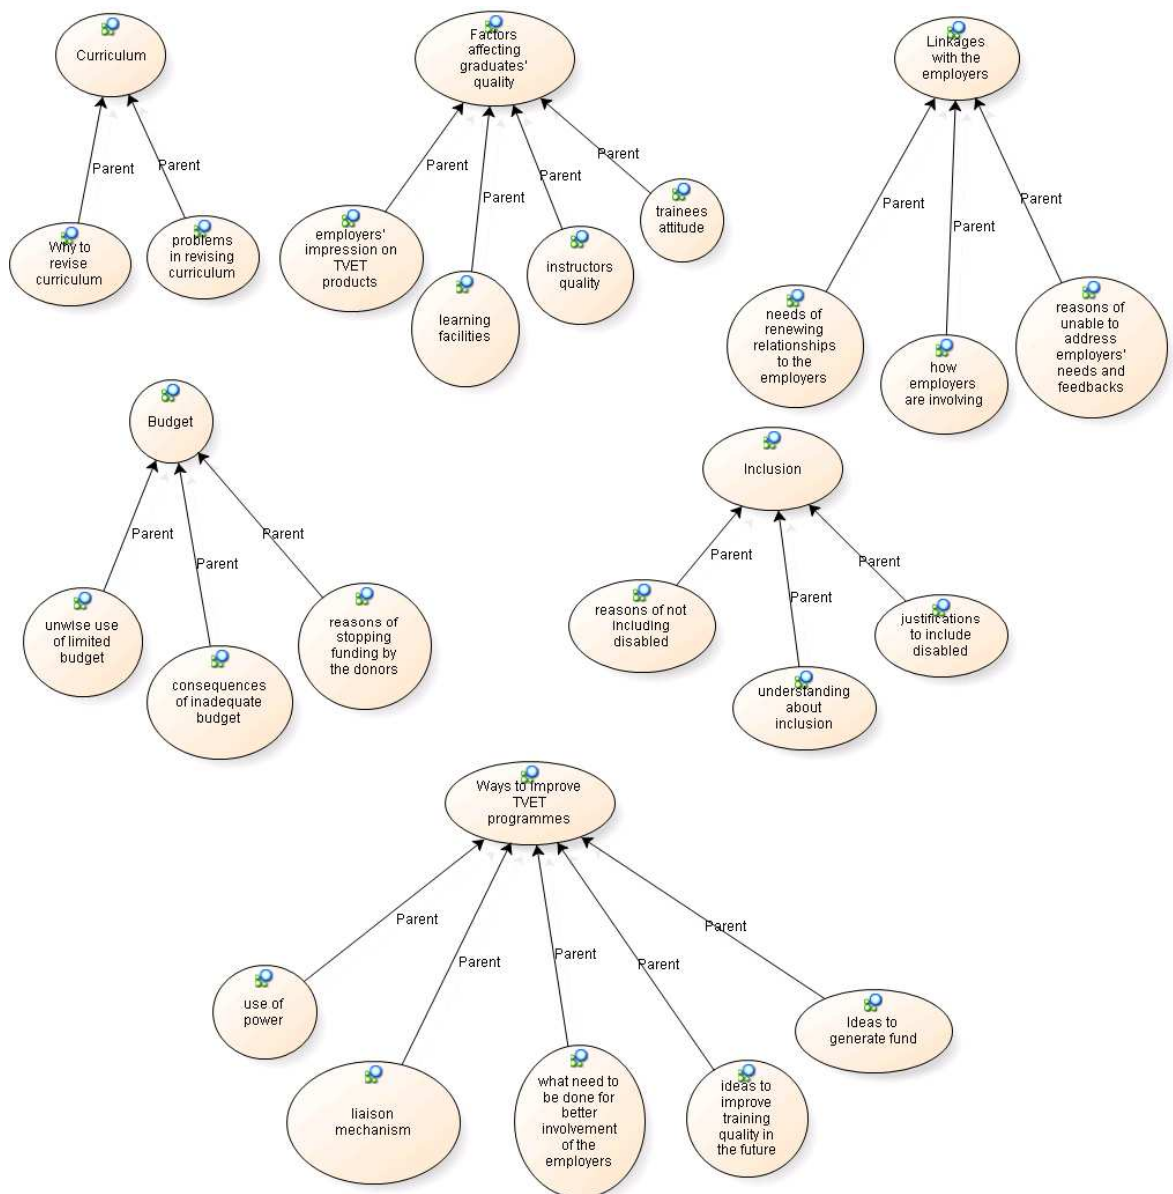 Curriculum
Parent
Parent
Why to
revise
curriculum
problems
in revising
curriculum
Factors
affecting
graduates'
quality
Parent
Parent
Parent
Parent
employers'
impression on
TVET
products
learning
facilities
instructors
quality
trainees
attitude
Linkages
with the
employers
Parent
Parent
Parent
needs of
renewing
relationships
to the
employers
how
employers
are involving
reasons of
unable to
address
employers'
needs and
feedbacks
Budget
Parent
Parent
Parent
unwise use
of limited
budget
consequences
of inadequate
budget
reasons of
stopping
funding by
the donors
Inclusion
Parent
Parent
Parent
reasons of not
including
disabled
understanding
about
inclusion
justifications
to include
disabled
Ways to improve
TVET
programmes
Parent
Parent
Parent
Parent
Parent
use of
power
liaison
mechanism
what need to
be done for
better
involvement
of the
employers
ideas to
improve
training
quality in
the future
Ideas to
generate fund